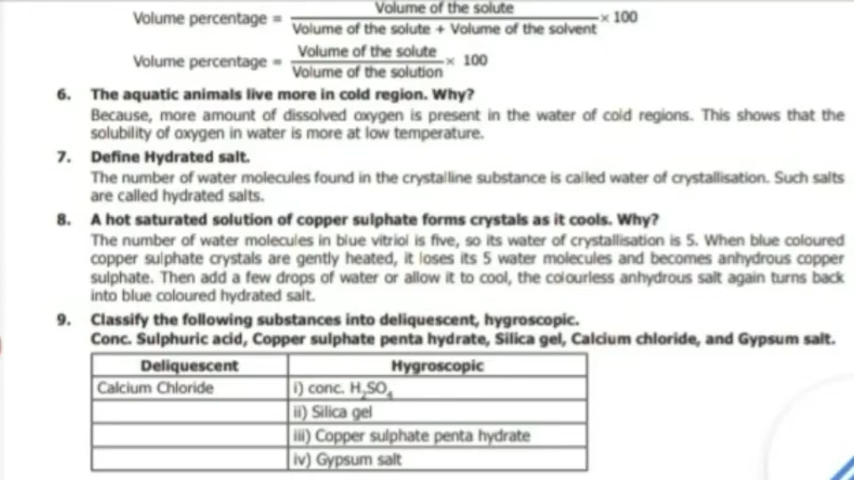 Volume percentage = Volume of the solute / Volume of the solute + Volume of the solvent × 100
Volume percentage = Volume of the solute / Volume of the solution × 100
6. The aquatic animals live more in cold region. Why?
Because, more amount of dissolved oxygen is present in the water of cold regions. This shows that the
solubility of oxygen in water is more at low temperature.
7. Define Hydrated salt.
The number of water molecules found in the crystalline substance is called water of crystallisation. Such salts
are called hydrated salts.
8. A hot saturated solution of copper sulphate forms crystals as it cools. Why?
The number of water molecules in blue vitriol is five, so its water of crystallisation is 5. When blue coloured
copper sulphate crystals are gently heated, it loses its 5 water molecules and becomes anhydrous copper
sulphate. Then add a few drops of water or allow it to cool, the colourless anhydrous salt again turns back
into blue coloured hydrated salt.
9. Classify the following substances into deliquescent, hygroscopic.
Conc. Sulphuric acid, Copper sulphate penta hydrate, Silica gel, Calcium chloride, and Gypsum salt.
Deliquescent Hygroscopic
Calcium Chloride i) conc. H₂SO₄
ii) Silica gel
iii) Copper sulphate penta hydrate
iv) Gypsum salt